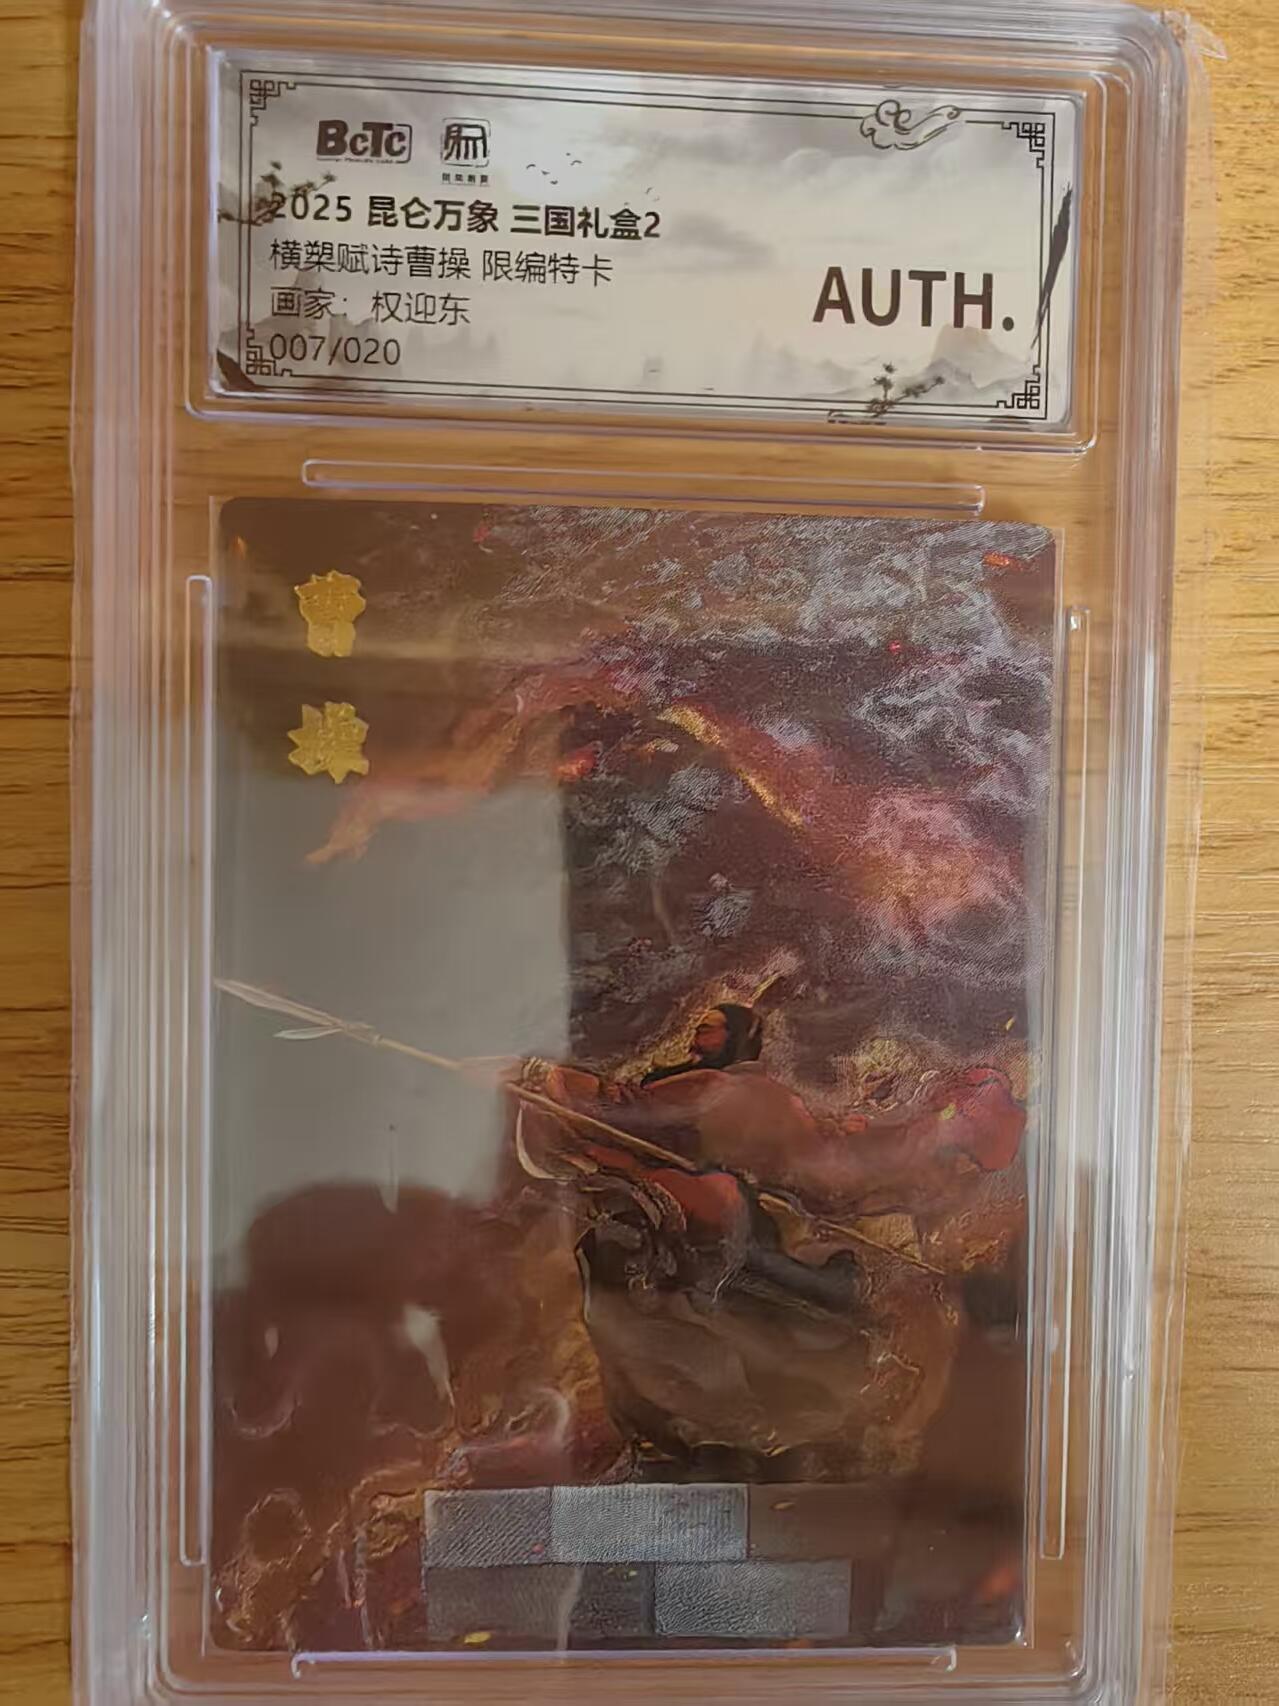 BcTc
2025 昆仑万象 三国礼盒2
横槊赋诗曹操 限编特卡
画家：权迎东
007/020
AUTH.
曹
操